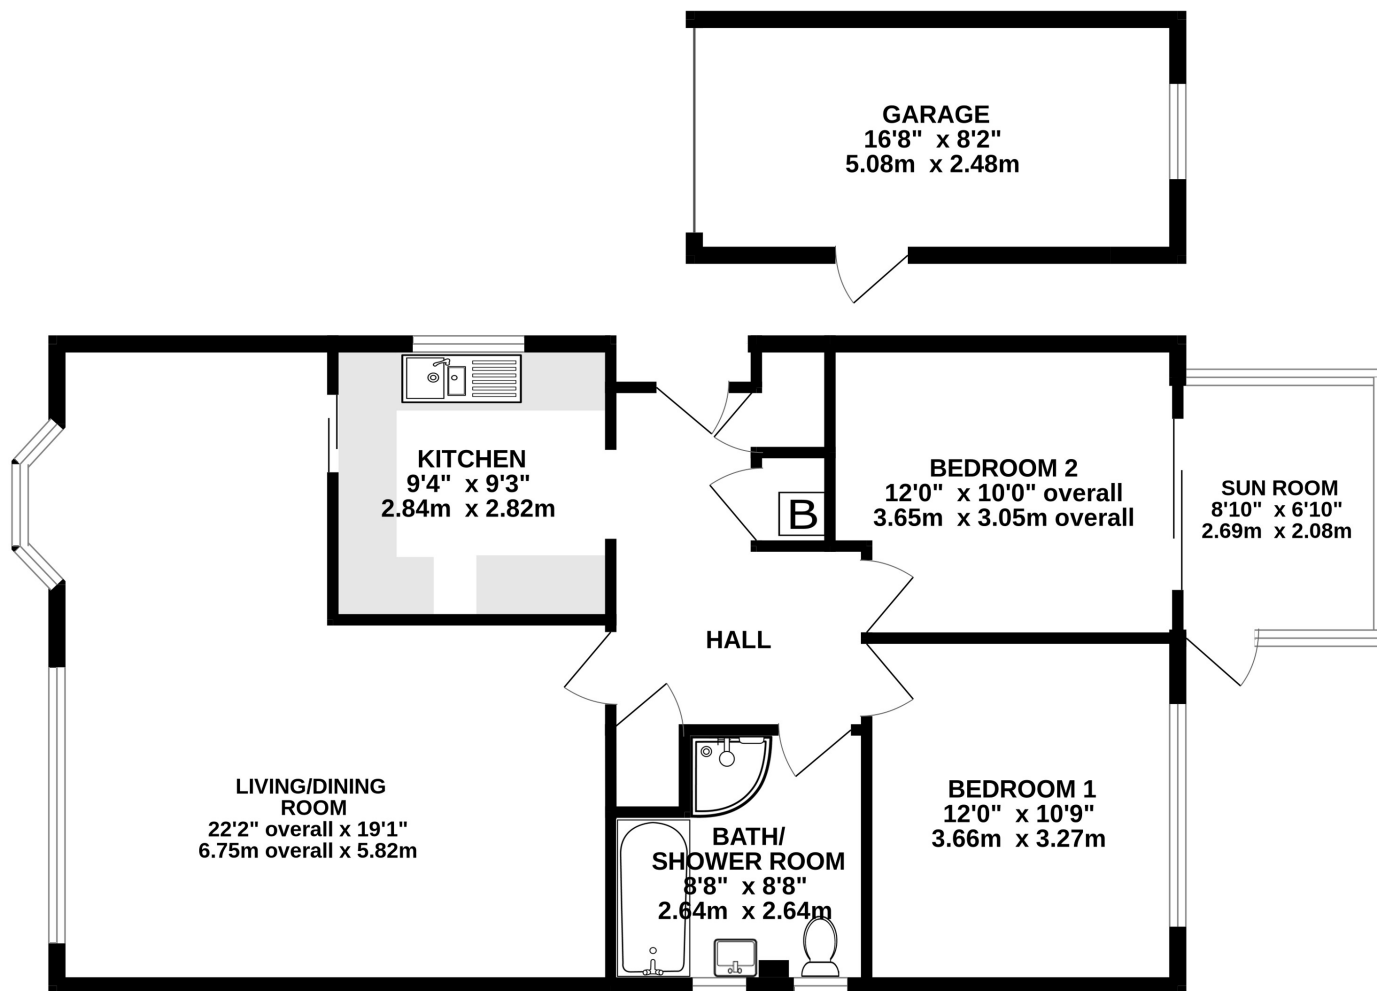 GARAGE
16'8" x 8'2"
5.08m x 2.48m
KITCHEN
9'4" x 9'3"
2.84m x 2.82m
B
BEDROOM 2
12'0" x 10'0" overall
3.65m x 3.05m overall
SUN ROOM
8'10" x 6'10"
2.69m x 2.08m
HALL
LIVING/DINING
ROOM
22'2" overall x 19'1"
6.75m overall x 5.82m
BATH/
SHOWER ROOM
8'8" x 8'8"
2.64m x 2.64m
BEDROOM 1
12'0" x 10'9"
3.66m x 3.27m